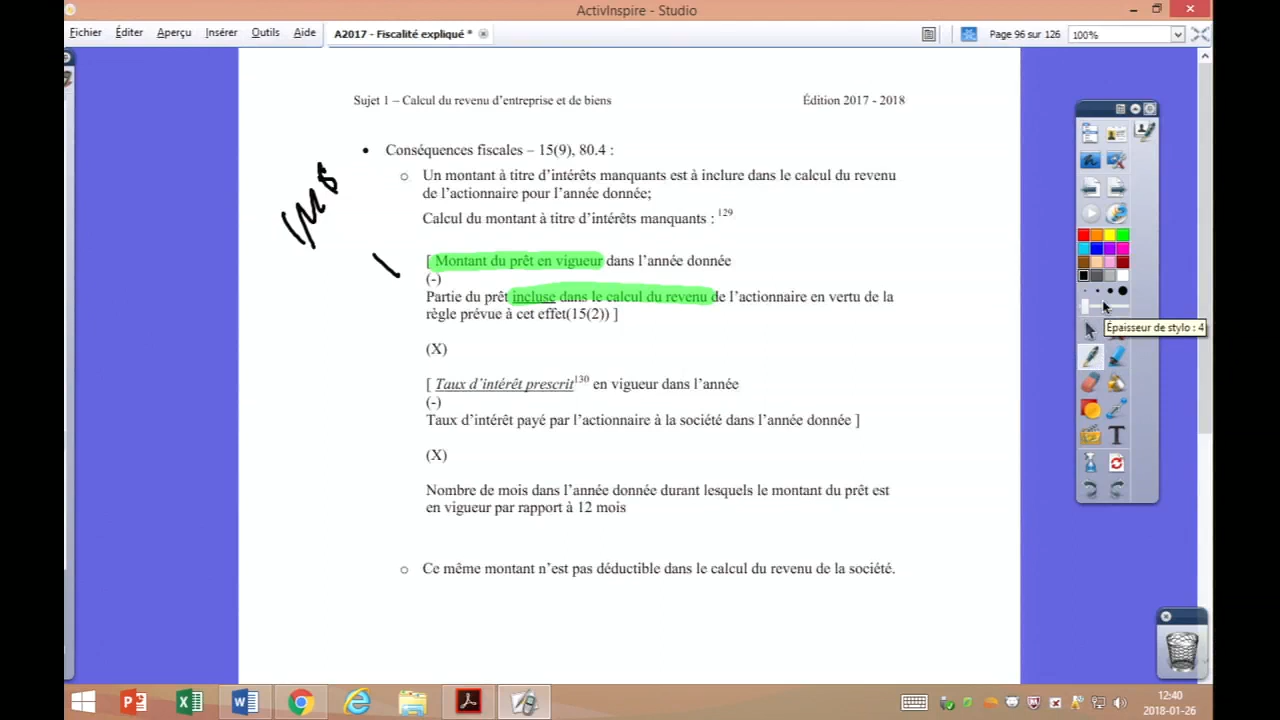 ActivInspire - Studio
Fichier Éditer Aperçu Insérer Outils Aide A2017 - Fiscalité expliqué * Page 96 sur 126 100%
Sujet 1 – Calcul du revenu d’entreprise et de biens Édition 2017 - 2018
• Conséquences fiscales – 15(9), 80.4 :
o Un montant à titre d’intérêts manquants est à inclure dans le calcul du revenu
de l’actionnaire pour l’année donnée;
Calcul du montant à titre d’intérêts manquants : 129
[ Montant du prêt en vigueur dans l’année donnée
(-)
Partie du prêt incluse dans le calcul du revenu de l’actionnaire en vertu de la
règle prévue à cet effet(15(2)) ]
Épaisseur de stylo : 4
(X)
[ Taux d’intérêt prescrit130 en vigueur dans l’année
(-)
Taux d’intérêt payé par l’actionnaire à la société dans l’année donnée ]
(X)
Nombre de mois dans l’année donnée durant lesquels le montant du prêt est
en vigueur par rapport à 12 mois
o Ce même montant n’est pas déductible dans le calcul du revenu de la société.
12:40
2018-01-26